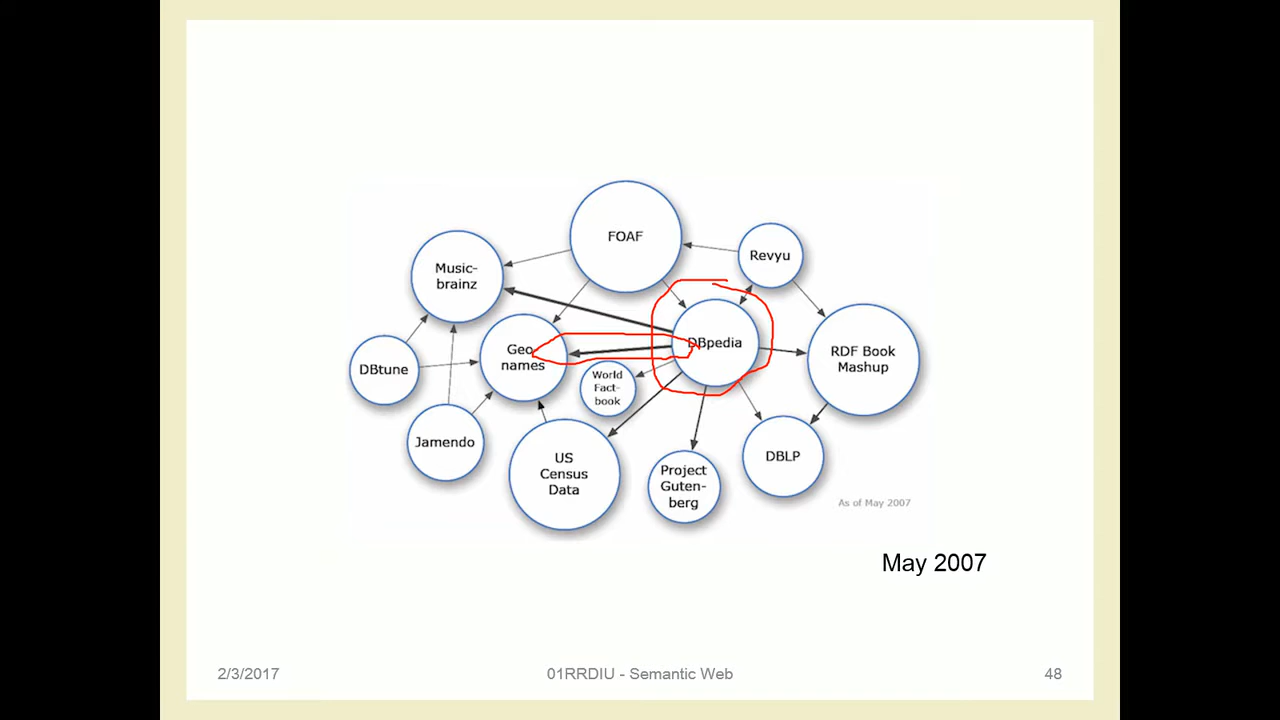 FOAF
Revyu
Music-
brainz
DBpedia
Geo
names
RDF Book
Mashup
DBtune
World
Fact-
book
Jamendo
US
Census
Data
Project
Guten-
berg
DBLP
As of May 2007
May 2007
2/3/2017
01RRDIU - Semantic Web
48